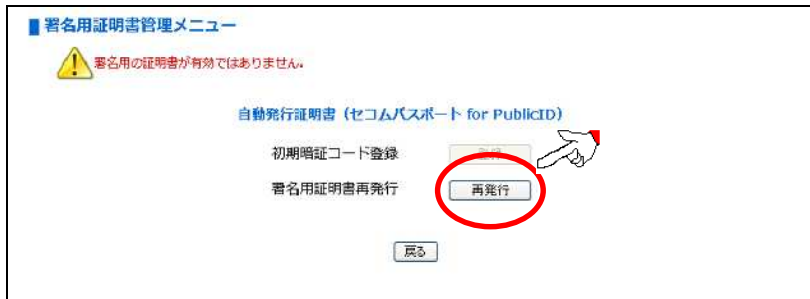 署名用証明書管理メニュー
署名用の証明書が有効ではありません。
自動発行証明書（セコムパスポート for PublicID）
初期暗証コード登録
署名用証明書再発行 再発行
戻る